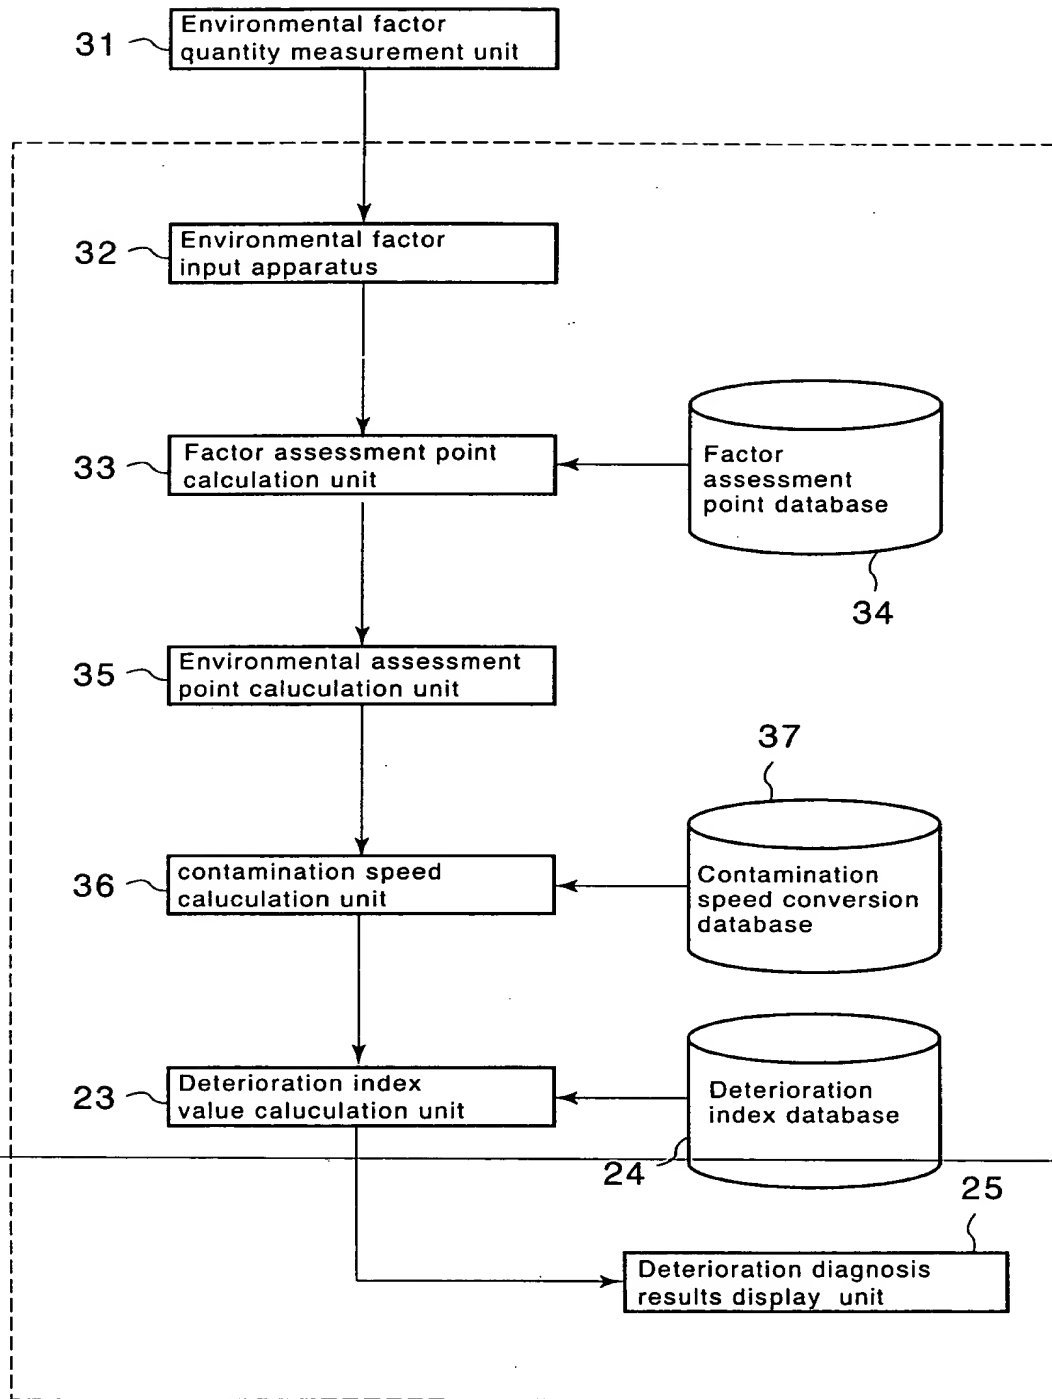 31
Environmental factor
quantity measurement unit
32
Environmental factor
input apparatus
33
Factor assessment point
calculation unit
Factor
assessment
point database
34
35
Environmental assessment
point caluculation unit
37
36
contamination speed
caluculation unit
Contamination
speed conversion
database
23
Deterioration index
value caluculation unit
Deterioration
index database
24
25
Deterioration diagnosis
results display unit